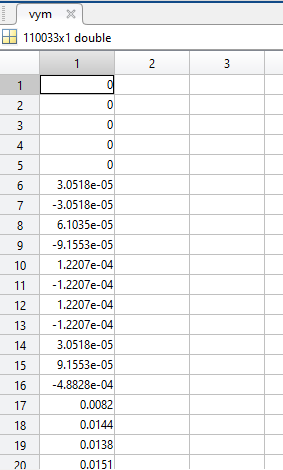 vym
110033x1 double
1 2 3
1 0
2 0
3 0
4 0
5 0
6 3.0518e-05
7 -3.0518e-05
8 6.1035e-05
9 -9.1553e-05
10 1.2207e-04
11 -1.2207e-04
12 1.2207e-04
13 -1.2207e-04
14 3.0518e-05
15 9.1553e-05
16 -4.8828e-04
17 0.0082
18 0.0144
19 0.0138
20 0.0151